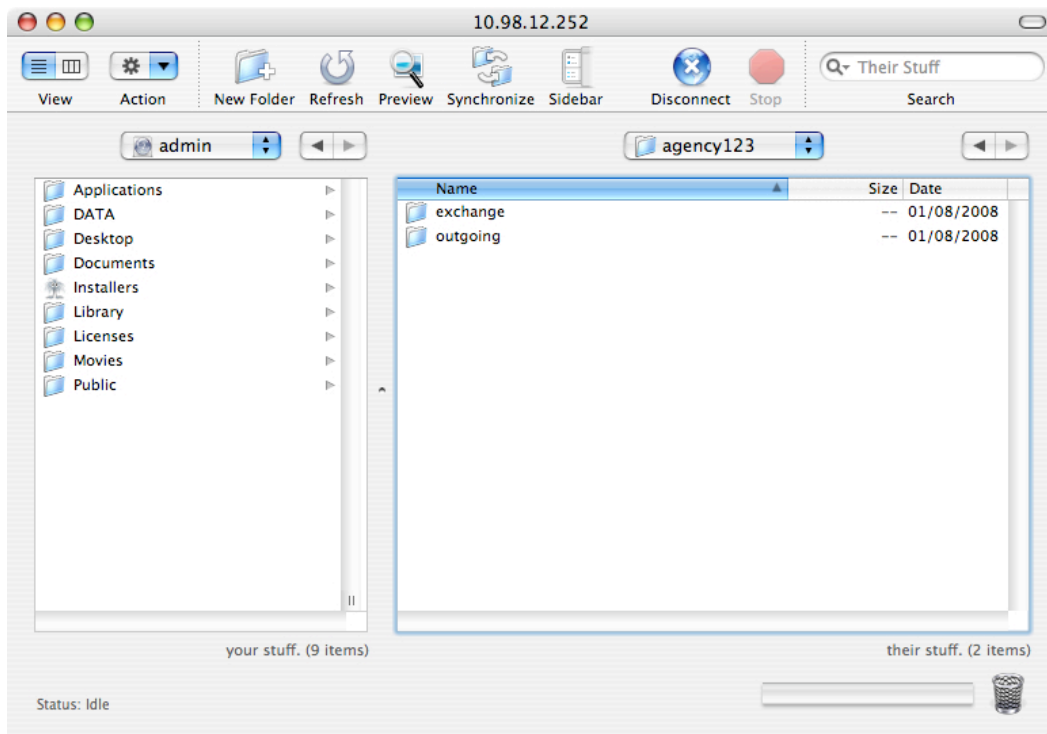 10.98.12.252
View Action New Folder Refresh Preview Synchronize Sidebar Disconnect Stop Search
Their Stuff
admin
agency123
Applications
DATA
Desktop
Documents
Installers
Library
Licenses
Movies
Public
Name Size Date
exchange -- 01/08/2008
outgoing -- 01/08/2008
your stuff. (9 items)
their stuff. (2 items)
Status: Idle